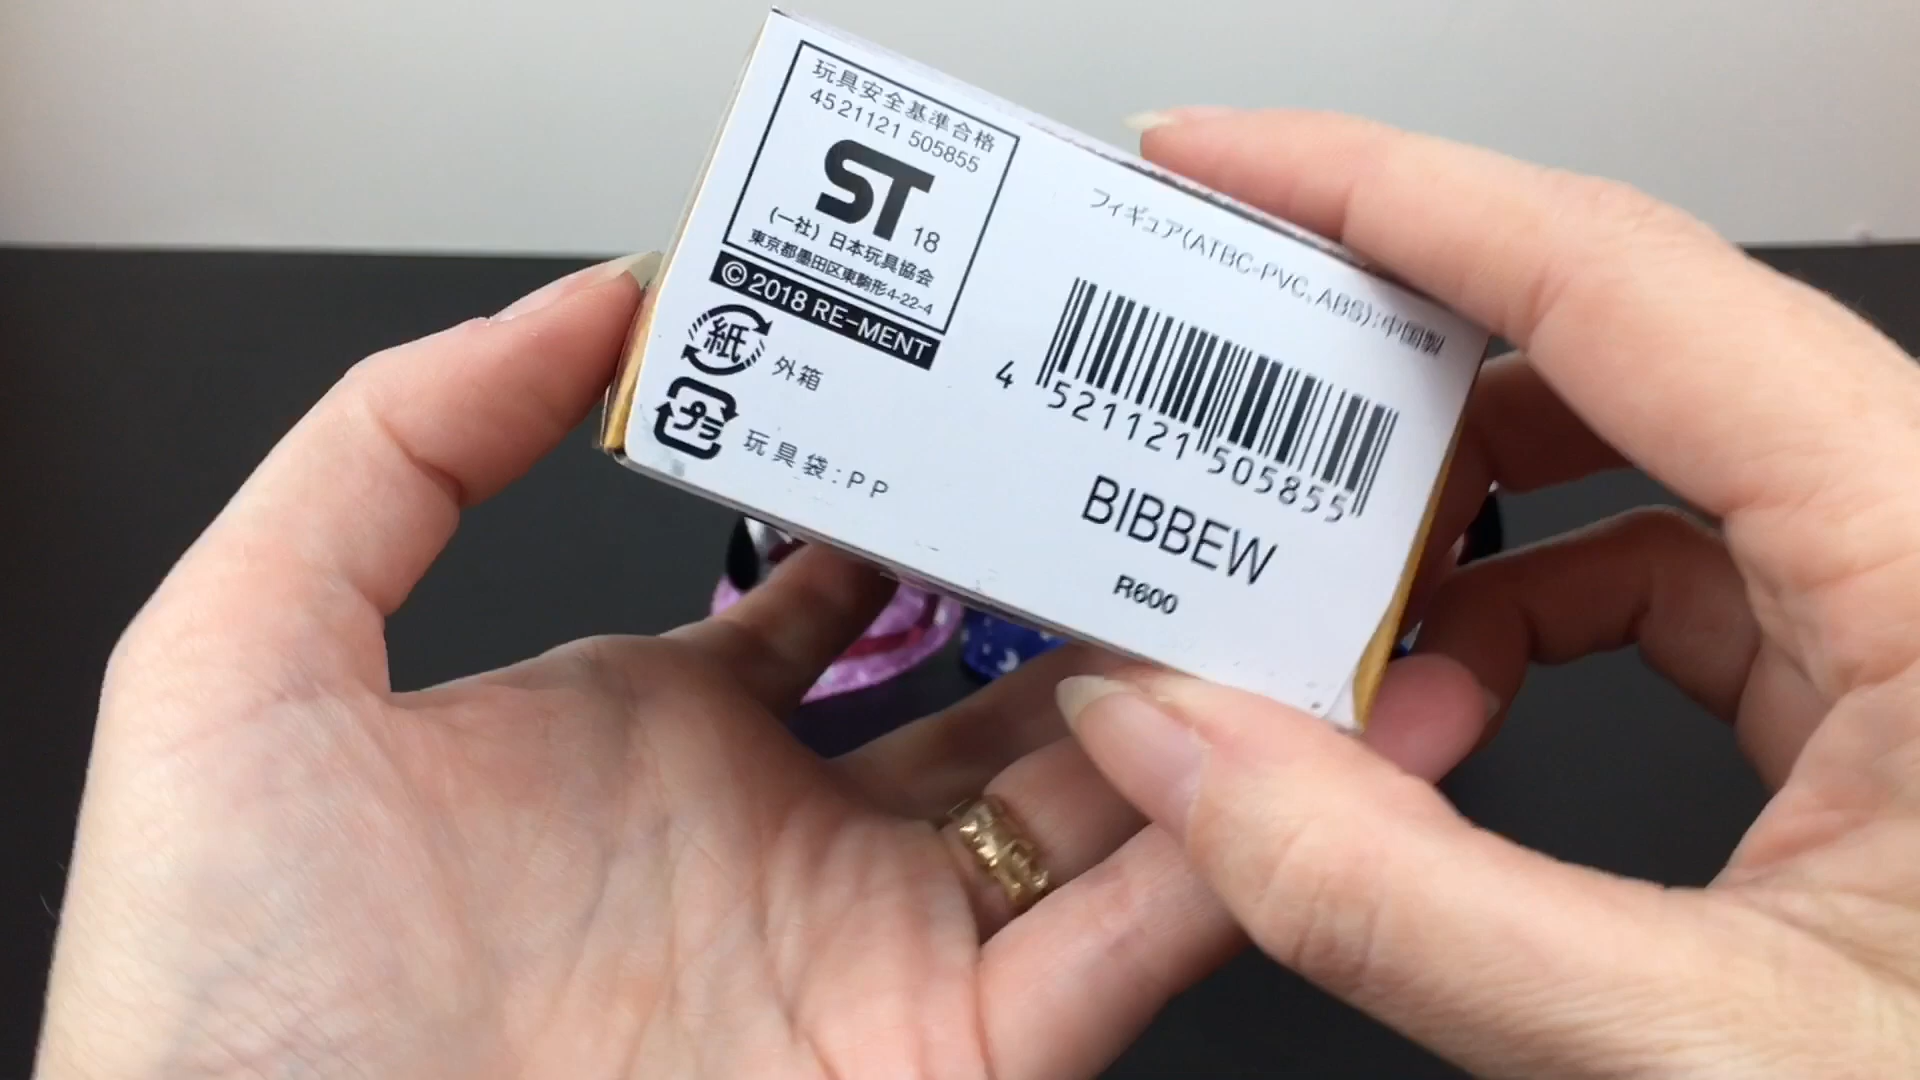 玩具安全基準合格
4521121 505855
ST 18
(一社) 日本玩具協会
東京都墨田区東駒形4-22-4
© 2018 RE-MENT
紙 外箱
プラ 玩具袋:PP
フィギュア(ATBC-PVC、ABS):中国製
4 521121 505855
BIBBEW
R600